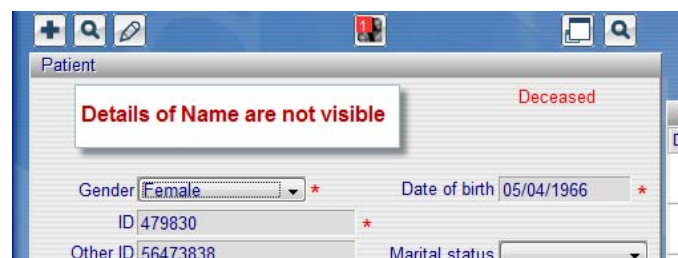 1
Patient
Deceased
Details of Name are not visible
Gender Female * Date of birth 05/04/1966 *
ID 479830 *
Other ID 56473838 Marital status